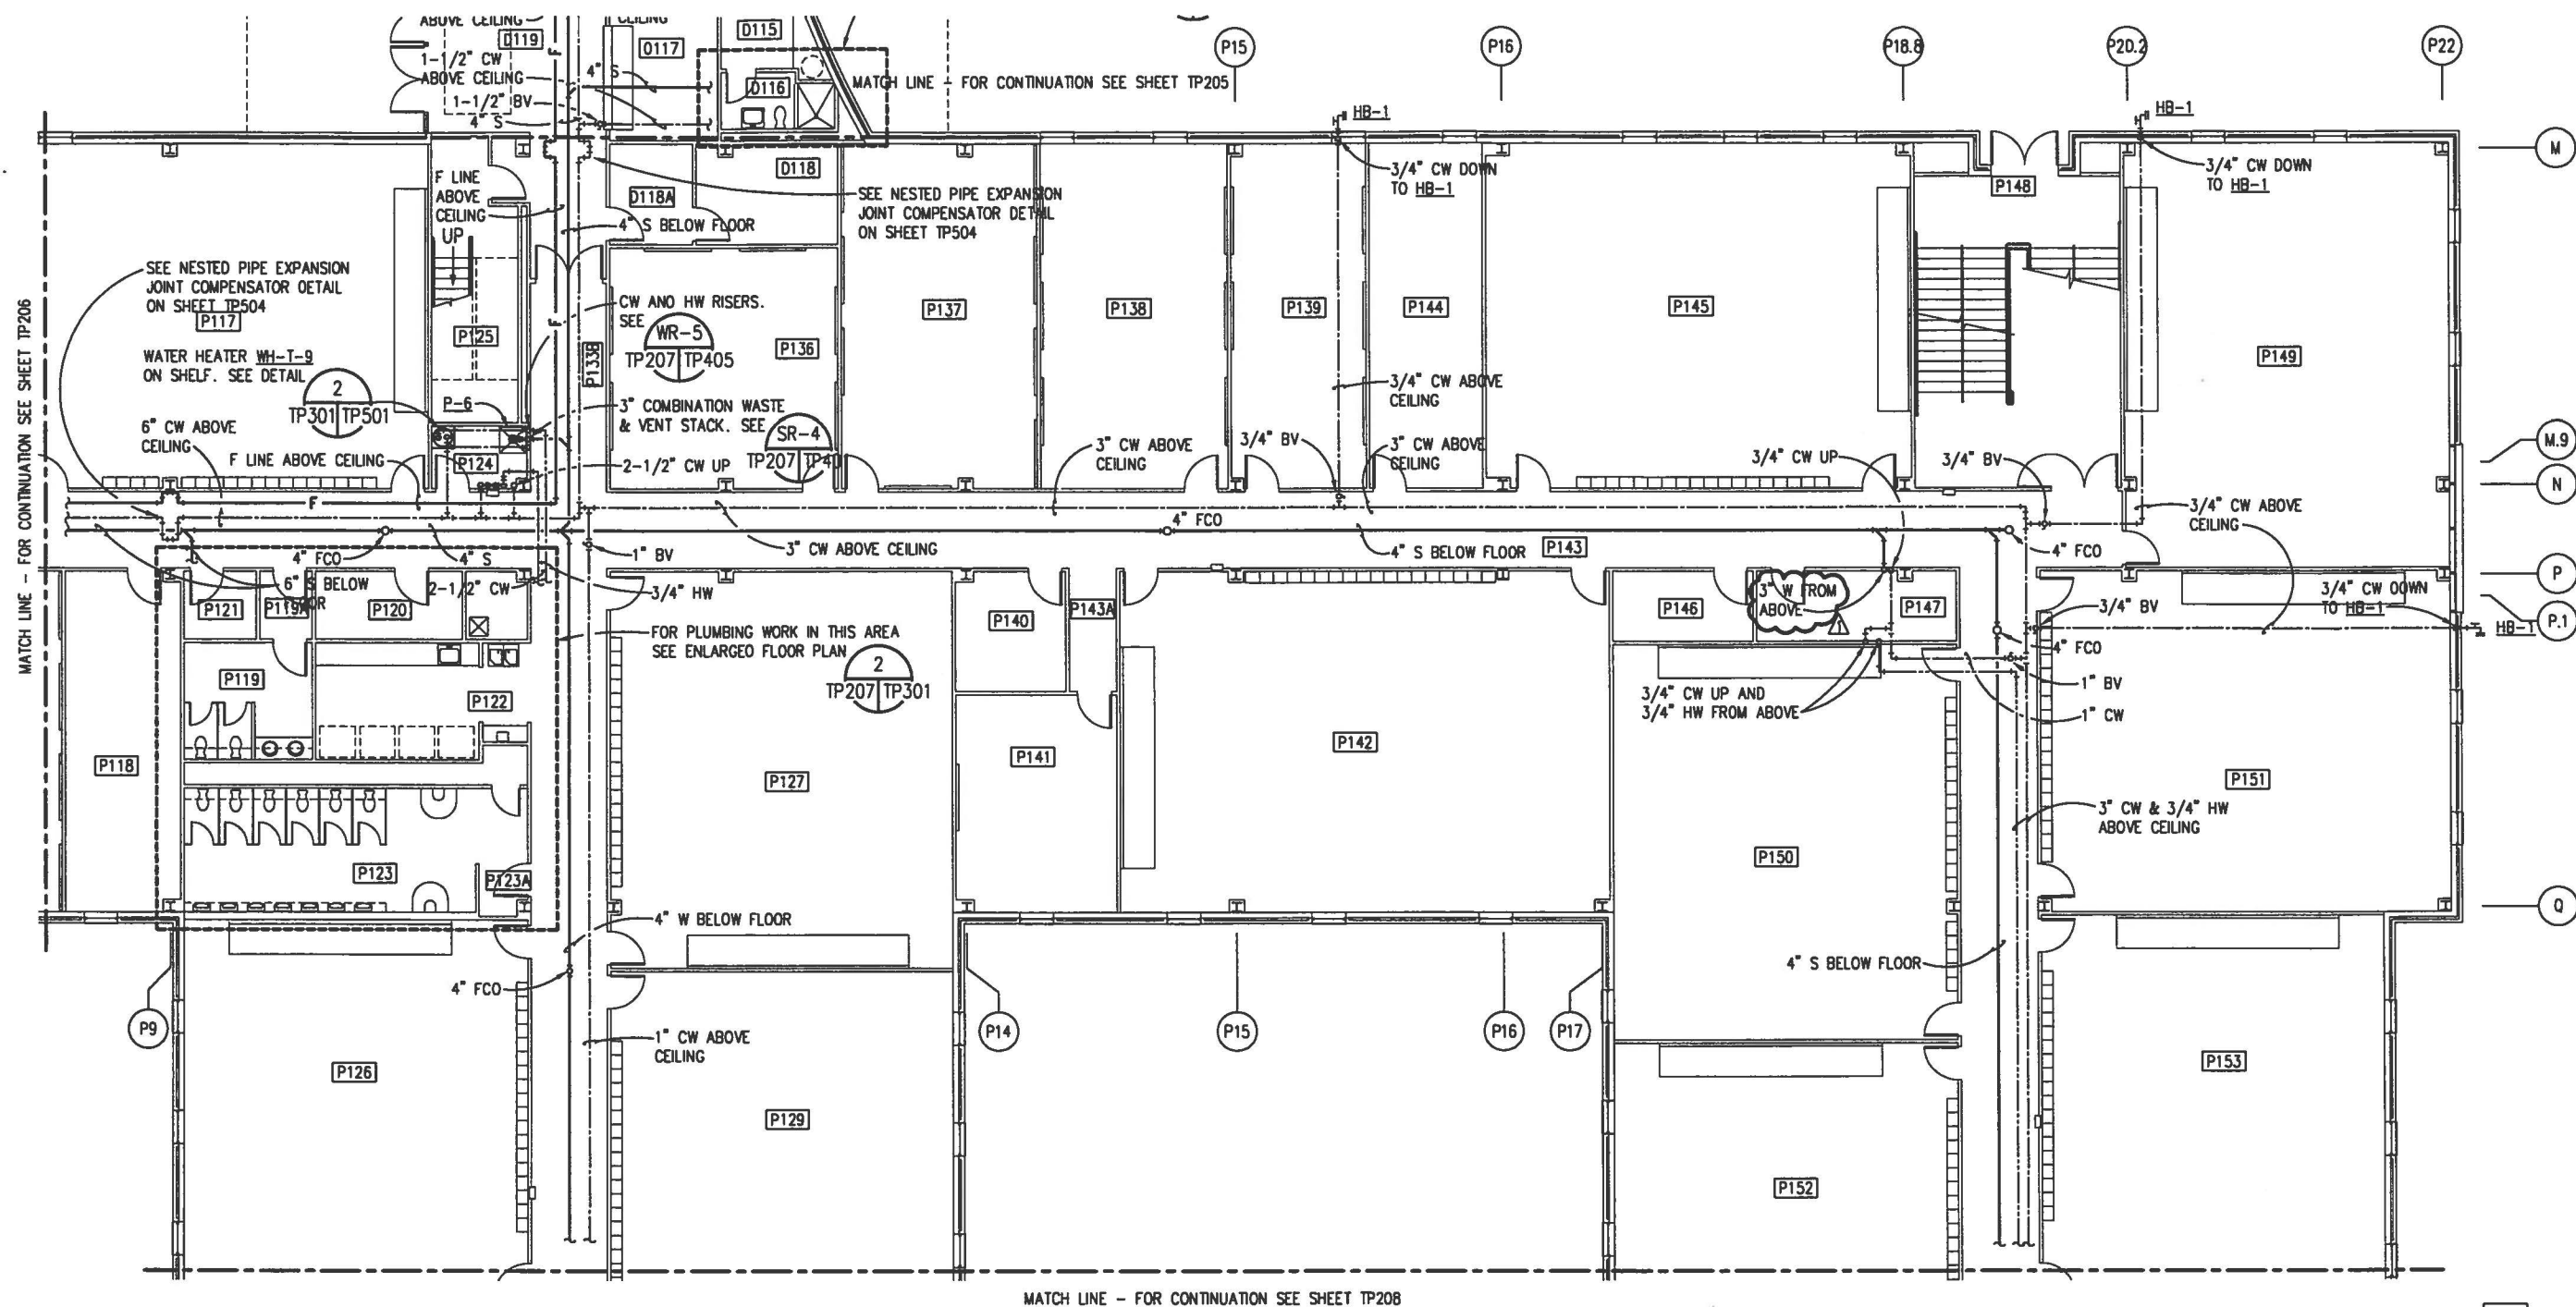 ABOVE CEILING
D119
1-1/2" CW
ABOVE CEILING
1-1/2" BV
4" S
CEILING
O117
4" S
D115
D116
MATCH LINE - FOR CONTINUATION SEE SHEET TP205
P15
P16
P18.8
P20.2
P22
HB-1
HB-1
M
3/4" CW DOWN
TO HB-1
3/4" CW DOWN
TO HB-1
F LINE
ABOVE
CEILING
UP
F
D118
D118A
4" S BELOW FLOOR
SEE NESTED PIPE EXPANSION
JOINT COMPENSATOR DETAIL
ON SHEET TP504
P148
SEE NESTED PIPE EXPANSION
JOINT COMPENSATOR OETAIL
ON SHEET TP504
P117
P125
CW ANO HW RISERS.
SEE
WR-5
TP207 TP405
F
P133B
P136
P137
P138
P139
P144
P145
P149
WATER HEATER WH-T-9
ON SHELF. SEE DETAIL
2
TP301 TP501
P-6
3" COMBINATION WASTE
& VENT STACK. SEE
SR-4
TP207 TP40
3/4" CW ABOVE
CEILING
6" CW ABOVE
CEILING
F LINE ABOVE CEILING
P124
2-1/2" CW UP
3" CW ABOVE
CEILING
3/4" BV
3" CW ABOVE
CEILING
3/4" CW UP
3/4" BV
M.9
N
3/4" CW ABOVE
CEILING
MATCH LINE - FOR CONTINUATION SEE SHEET TP206
F
4" FCO
4" S
1" BV
3" CW ABOVE CEILING
4" FCO
4" S BELOW FLOOR
P143
4" FCO
P
6" S BELOW
FLOOR
2-1/2" CW
3/4" HW
P121
P119A
P120
P140
P143A
P146
3" W FROM
ABOVE
1
P147
3/4" BV
3/4" CW OOWN
TO HB-1
HB-1
P.1
FOR PLUMBING WORK IN THIS AREA
SEE ENLARGEO FLOOR PLAN
2
TP207 TP301
4" FCO
P119
P122
3/4" CW UP AND
3/4" HW FROM ABOVE
1" BV
1" CW
P118
P127
P141
P142
P151
3" CW & 3/4" HW
ABOVE CEILING
P150
P123
P123A
4" W BELOW FLOOR
Q
4" FCO
4" S BELOW FLOOR
P9
P14
P15
P16
P17
1" CW ABOVE
CEILING
P126
P129
P153
P152
MATCH LINE - FOR CONTINUATION SEE SHEET TP208